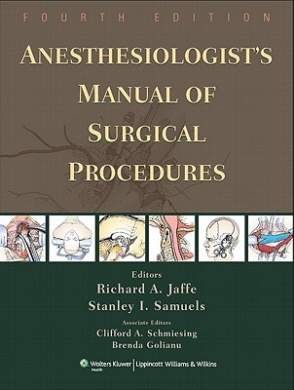 FOURTH EDITION
ANESTHESIOLOGIST'S
MANUAL OF
SURGICAL
PROCEDURES
Editors
Richard A. Jaffe
Stanley I. Samuels
Associate Editors
Clifford A. Schmiesing
Brenda Golianu
Wolters Kluwer | Lippincott Williams & Wilkins
Health